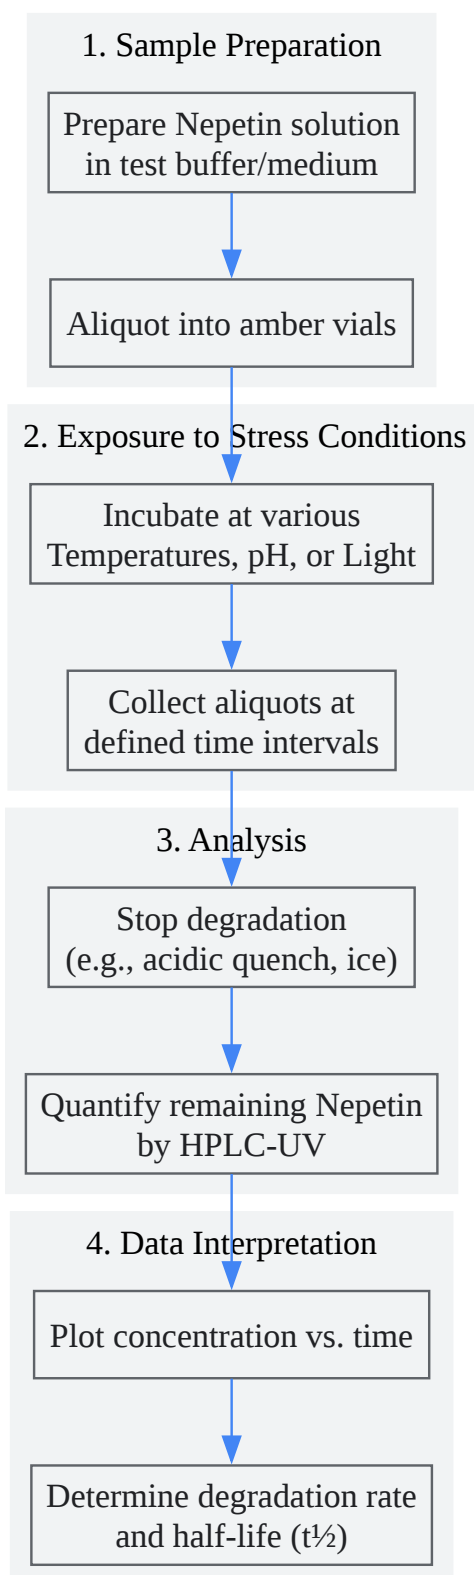 1. Sample Preparation
Prepare Nepetin solution
in test buffer/medium
Aliquot into amber vials
2. Exposure to Stress Conditions
Incubate at various
Temperatures, pH, or Light
Collect aliquots at
defined time intervals
3. Analysis
Stop degradation
(e.g., acidic quench, ice)
Quantify remaining Nepetin
by HPLC-UV
4. Data Interpretation
Plot concentration vs. time
Determine degradation rate
and half-life (t½)